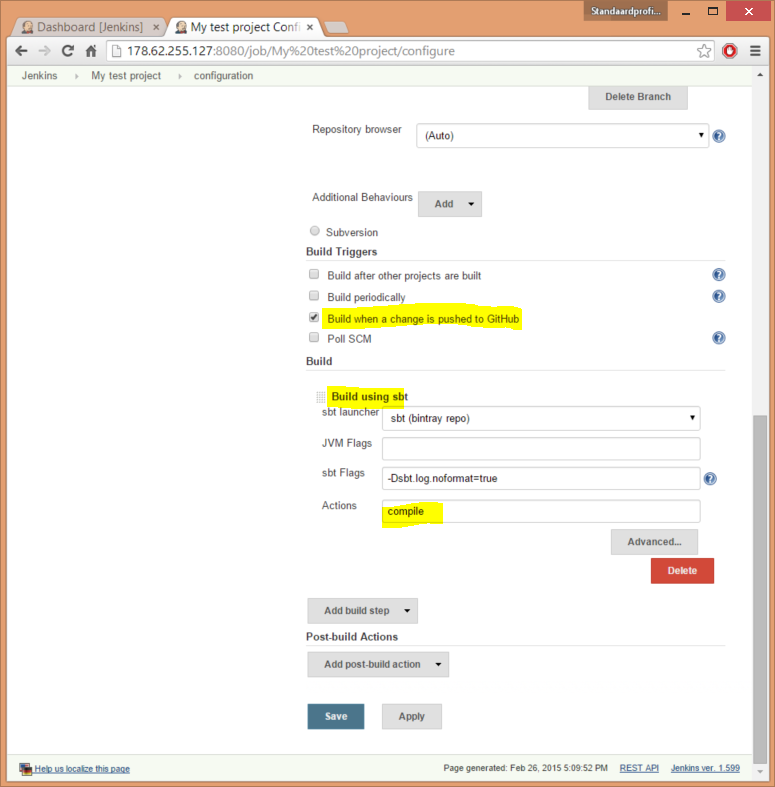 Standaardprofi...
Dashboard [Jenkins]
My test project Confi
178.62.255.127:8080/job/My%20test%20project/configure
Jenkins My test project configuration
Delete Branch
Repository browser (Auto)
Additional Behaviours Add
Subversion
Build Triggers
Build after other projects are built
Build periodically
Build when a change is pushed to GitHub
Poll SCM
Build
Build using sbt
sbt launcher sbt (bintray repo)
JVM Flags
sbt Flags -Dsbt.log.noformat=true
Actions compile
Advanced...
Delete
Add build step
Post-build Actions
Add post-build action
Save Apply
Help us localize this page Page generated: Feb 26, 2015 5:09:52 PM REST API Jenkins ver. 1.599